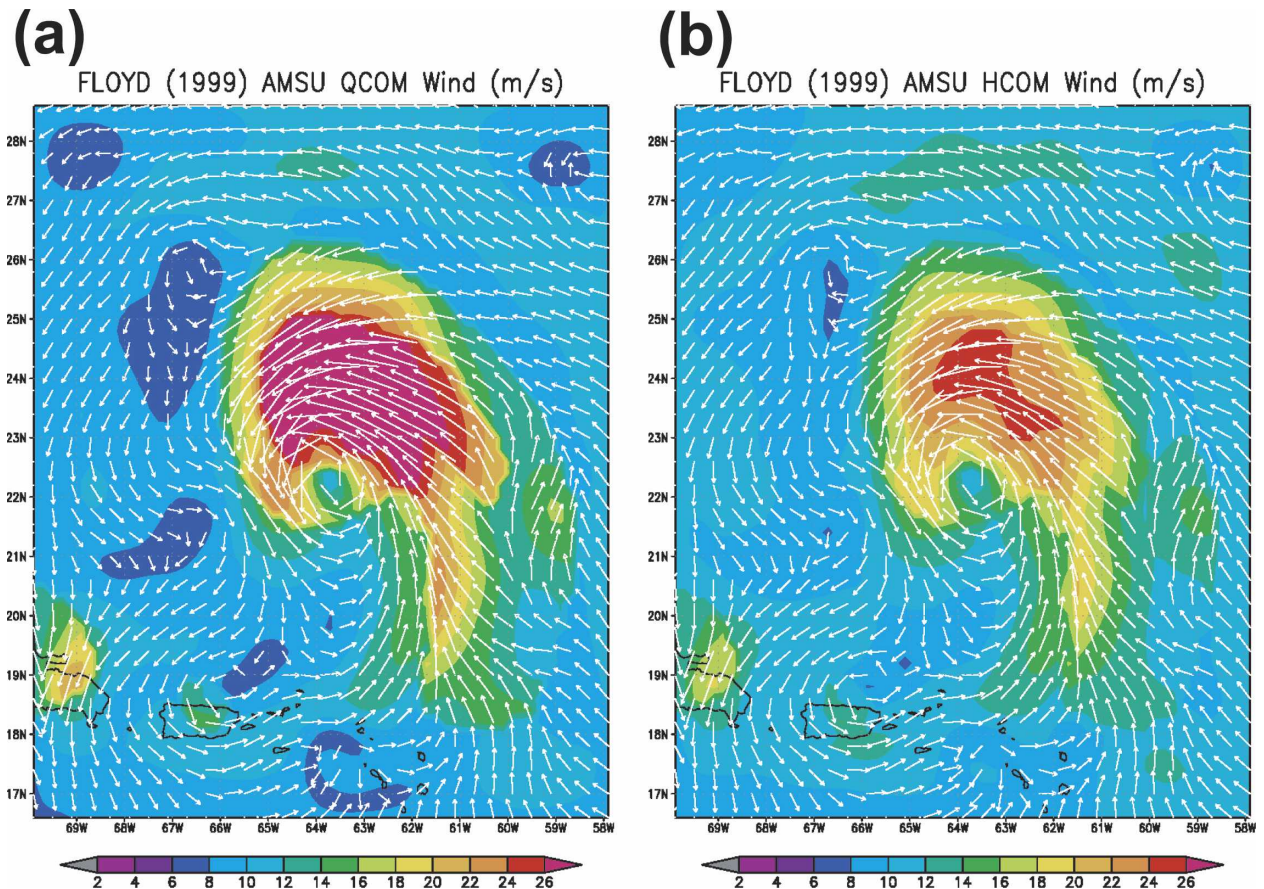 (a)
FLOYD (1999) AMSU QCOM Wind (m/s)
28N
27N
26N
25N
24N
23N
22N
21N
20N
19N
18N
17N
69W 68W 67W 66W 65W 64W 63W 62W 61W 60W 59W 58W
2 4 6 8 10 12 14 16 18 20 22 24 26
(b)
FLOYD (1999) AMSU HCOM Wind (m/s)
28N
27N
26N
25N
24N
23N
22N
21N
20N
19N
18N
17N
69W 68W 67W 66W 65W 64W 63W 62W 61W 60W 59W 58W
2 4 6 8 10 12 14 16 18 20 22 24 26